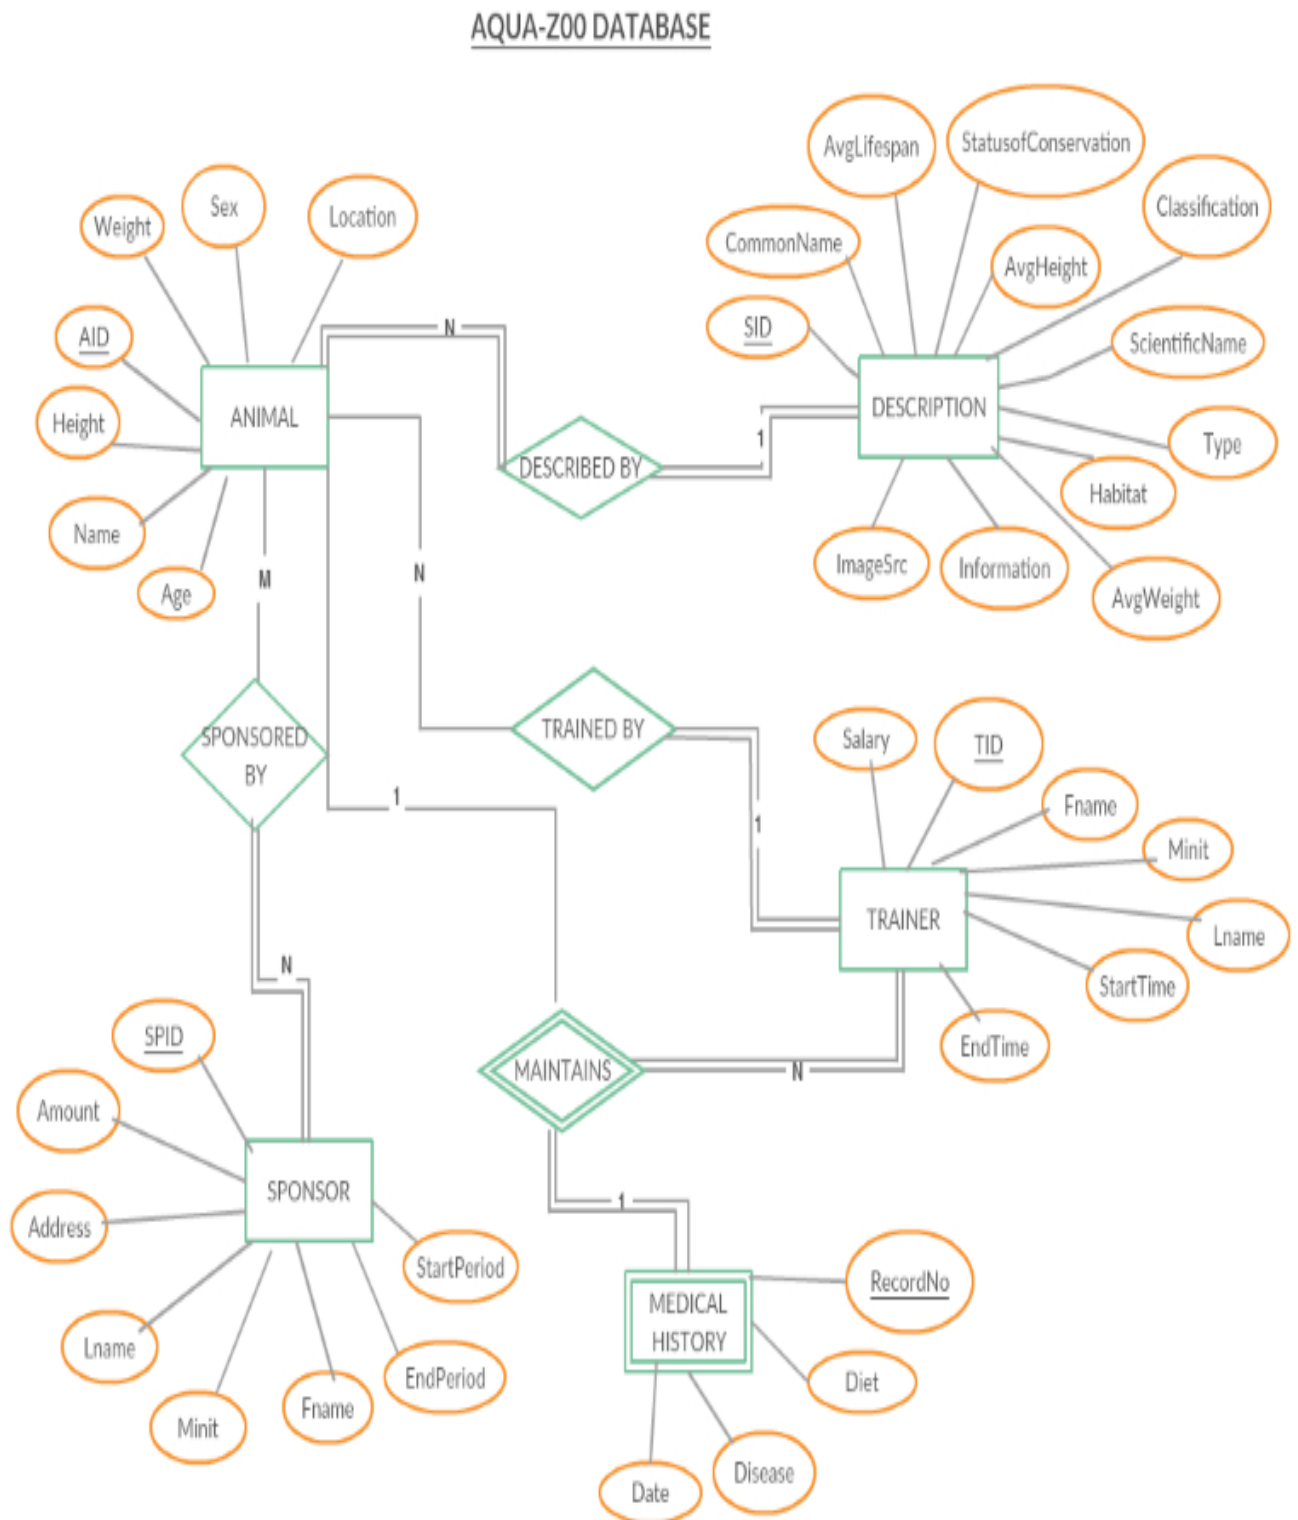 AQUA-Z00 DATABASE
AvgLifespan
StatusofConservation
Classification
Weight
Sex
Location
CommonName
AvgHeight
AID
N
SID
ScientificName
Height
ANIMAL
DESCRIPTION
DESCRIBED BY
1
Type
Habitat
Name
Age
M
N
ImageSrc
Information
AvgWeight
SPONSORED
BY
TRAINED BY
Salary
TID
Fname
Minit
1
1
TRAINER
Lname
StartTime
EndTime
N
SPID
MAINTAINS
N
Amount
Address
SPONSOR
1
StartPeriod
RecordNo
MEDICAL
HISTORY
Lname
EndPeriod
Diet
Minit
Fname
Date
Disease